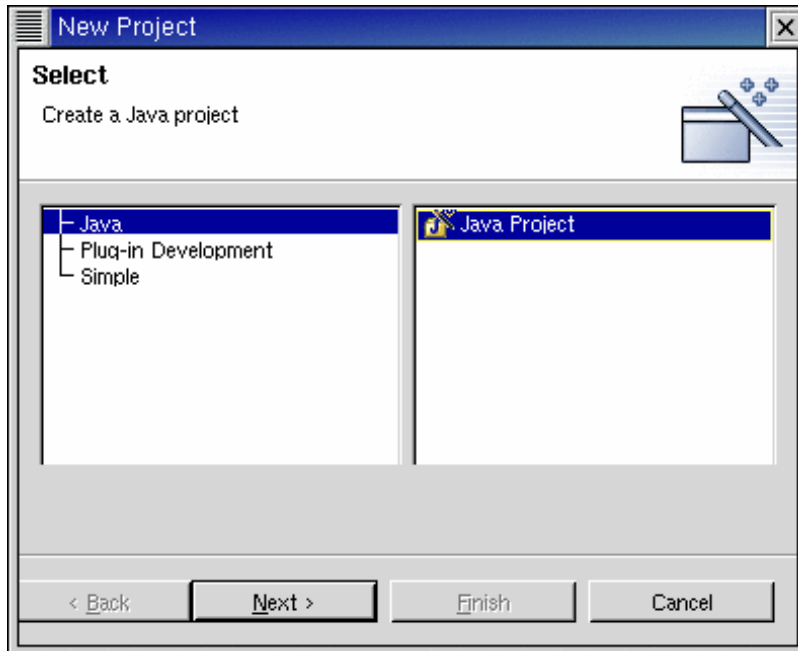 New Project
Select
Create a Java project
Java
Plug-in Development
Simple
Java Project
< Back
Next >
Finish
Cancel